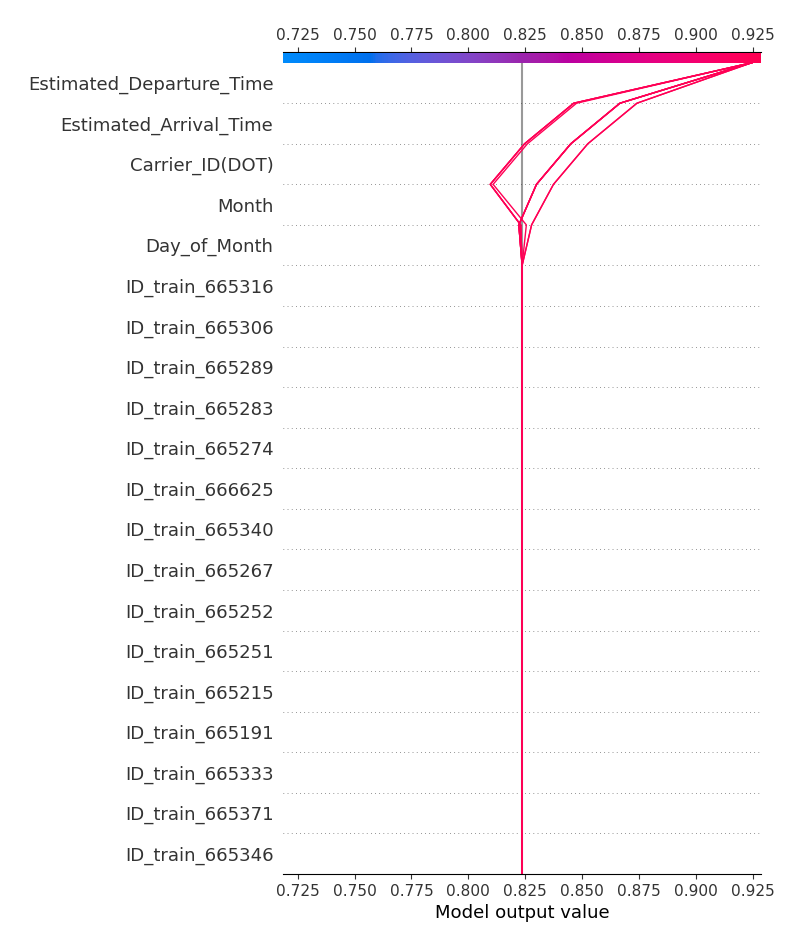 0.725 0.750 0.775 0.800 0.825 0.850 0.875 0.900 0.925
Estimated_Departure_Time
Estimated_Arrival_Time
Carrier_ID(DOT)
Month
Day_of_Month
ID_train_665316
ID_train_665306
ID_train_665289
ID_train_665283
ID_train_665274
ID_train_666625
ID_train_665340
ID_train_665267
ID_train_665252
ID_train_665251
ID_train_665215
ID_train_665191
ID_train_665333
ID_train_665371
ID_train_665346
0.725 0.750 0.775 0.800 0.825 0.850 0.875 0.900 0.925
Model output value